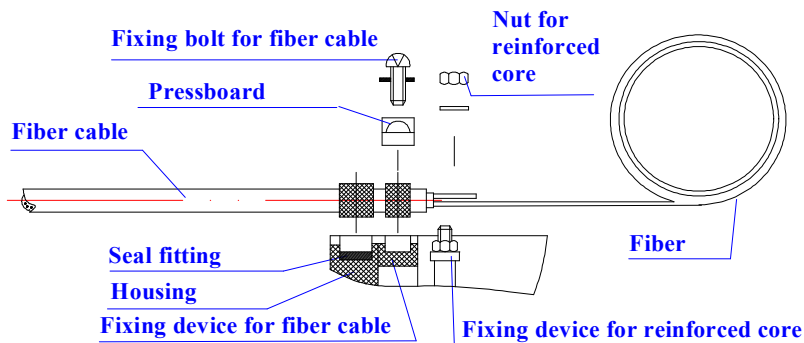 Fixing bolt for fiber cable
Nut for
reinforced
core
Pressboard
Fiber cable
Fiber
Seal fitting
Housing
Fixing device for fiber cable
Fixing device for reinforced core